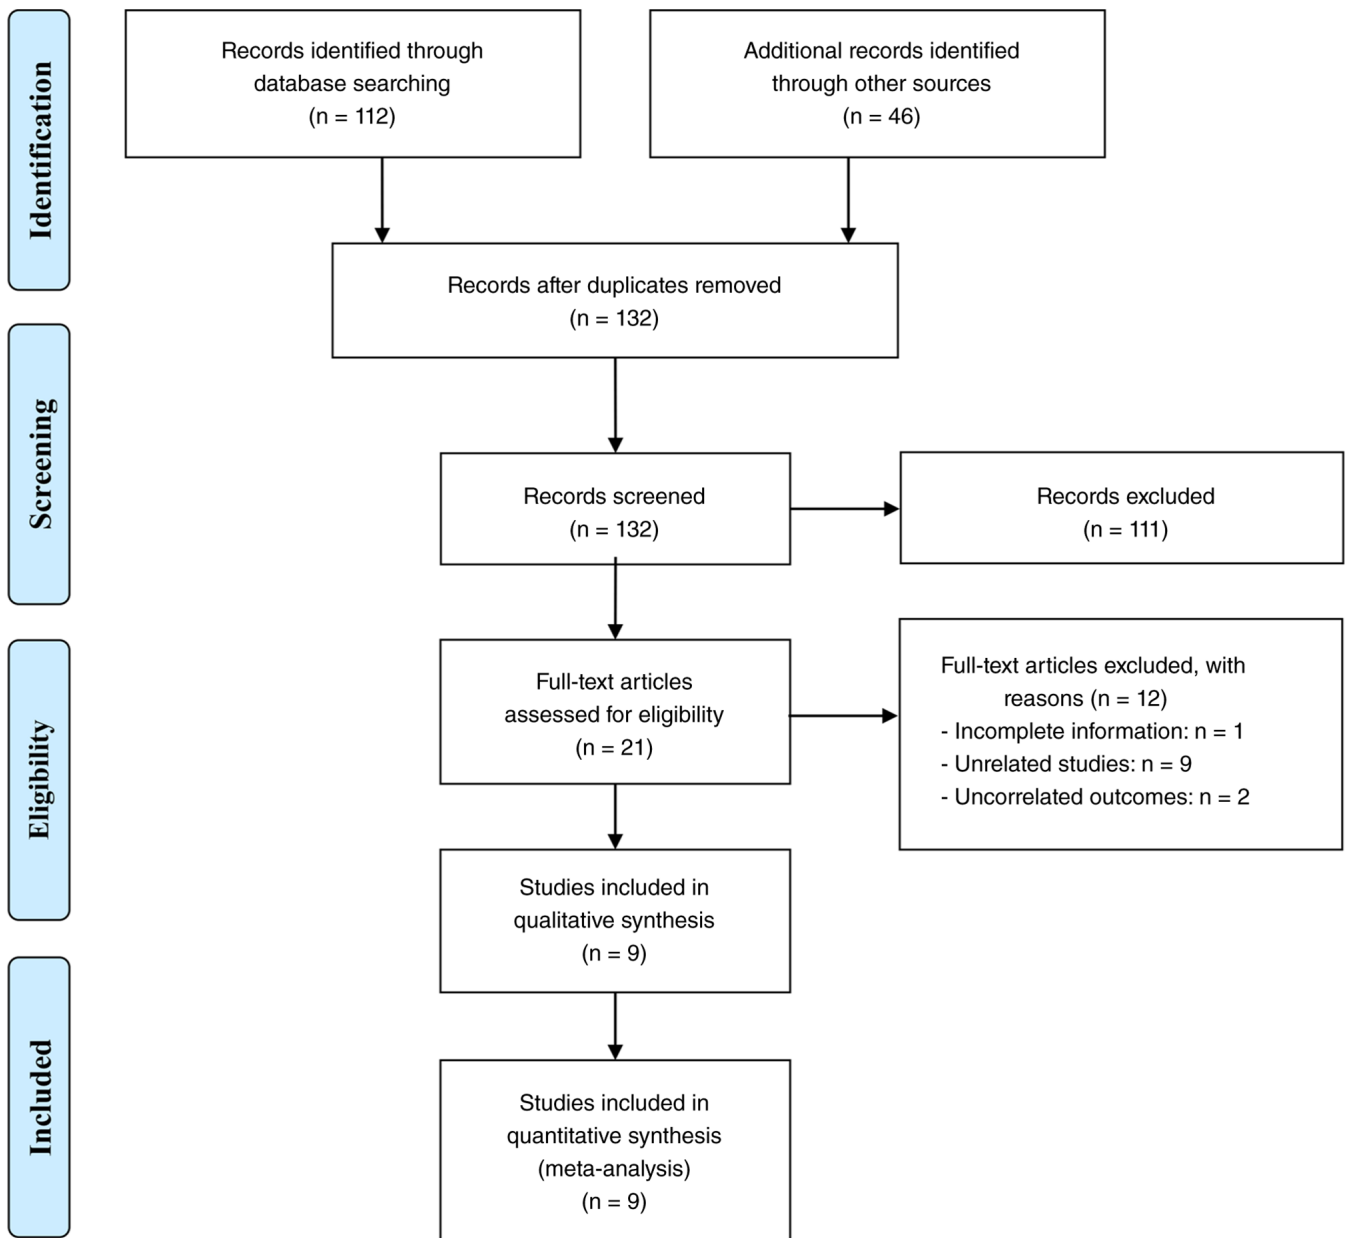 Identification
Records identified through
database searching
(n = 112)
Additional records identified
through other sources
(n = 46)
Records after duplicates removed
(n = 132)
Screening
Records screened
(n = 132)
Records excluded
(n = 111)
Eligibility
Full-text articles
assessed for eligibility
(n = 21)
Full-text articles excluded, with
reasons (n = 12)
- Incomplete information: n = 1
- Unrelated studies: n = 9
- Uncorrelated outcomes: n = 2
Studies included in
qualitative synthesis
(n = 9)
Included
Studies included in
quantitative synthesis
(meta-analysis)
(n = 9)